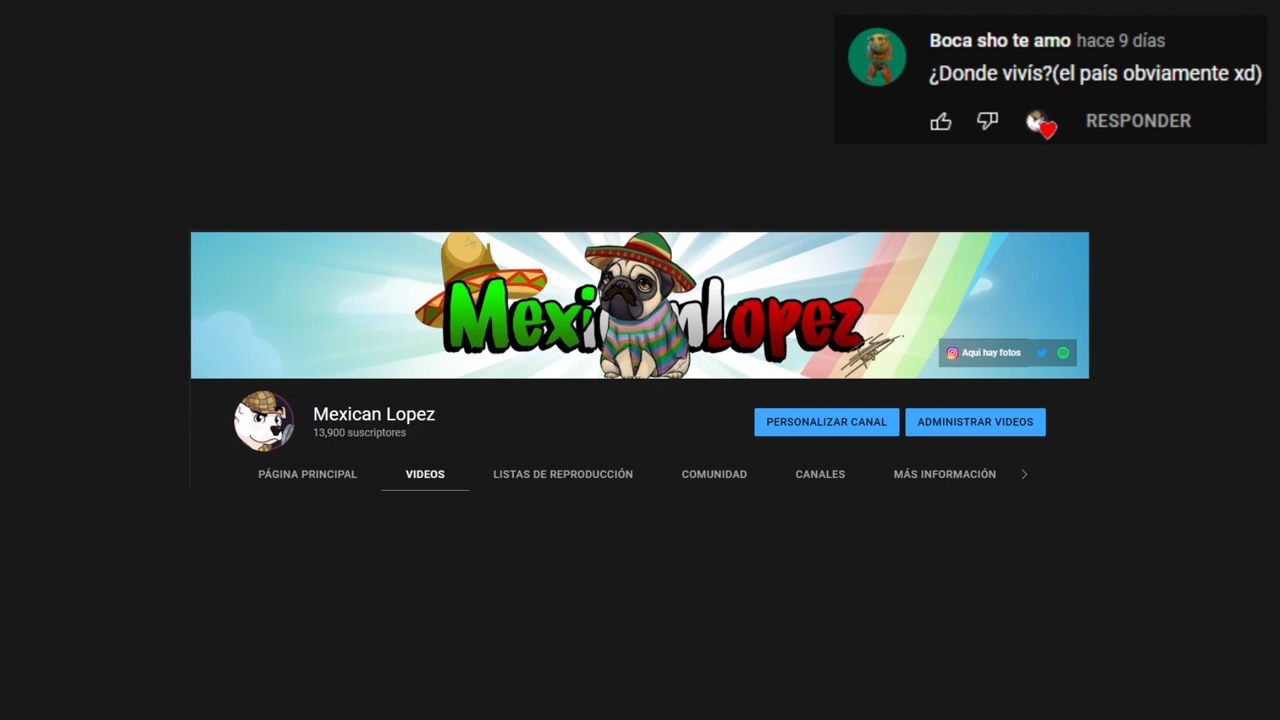 Boca sho te amo hace 9 días
¿Donde vivís?(el país obviamente xd)
RESPONDER
MexicanLopez
Aqui hay fotos
Mexican Lopez
13,900 suscriptores
PERSONALIZAR CANAL
ADMINISTRAR VIDEOS
PÁGINA PRINCIPAL
VIDEOS
LISTAS DE REPRODUCCIÓN
COMUNIDAD
CANALES
MÁS INFORMACIÓN